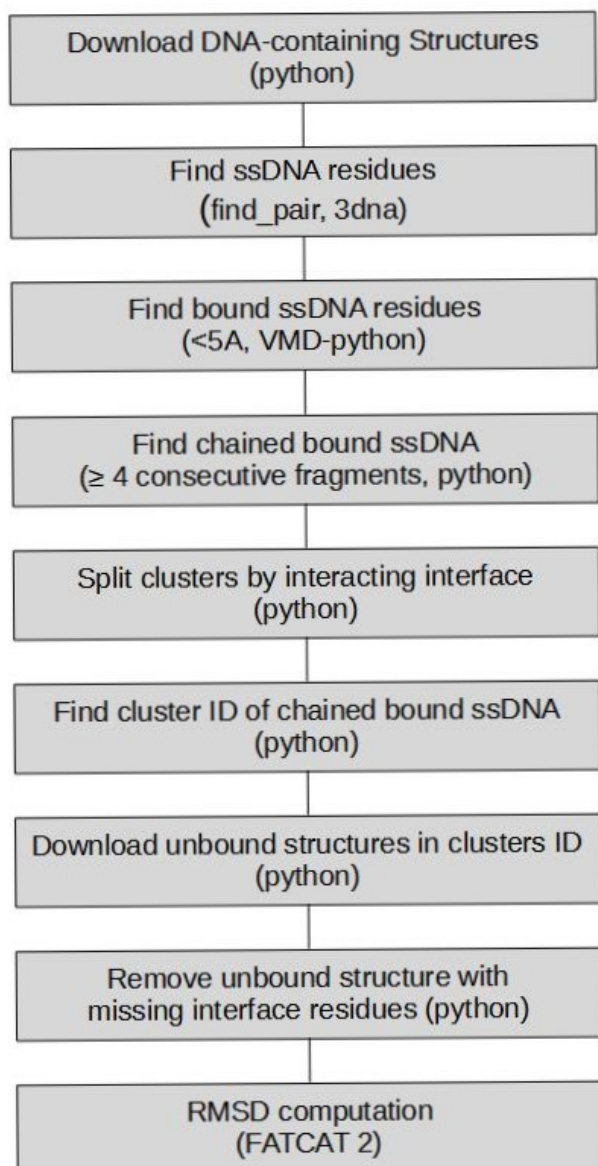 Download DNA-containing Structures
(python)
Find ssDNA residues
(find_pair, 3dna)
Find bound ssDNA residues
(<5A, VMD-python)
Find chained bound ssDNA
(≥ 4 consecutive fragments, python)
Split clusters by interacting interface
(python)
Find cluster ID of chained bound ssDNA
(python)
Download unbound structures in clusters ID
(python)
Remove unbound structure with
missing interface residues (python)
RMSD computation
(FATCAT 2)